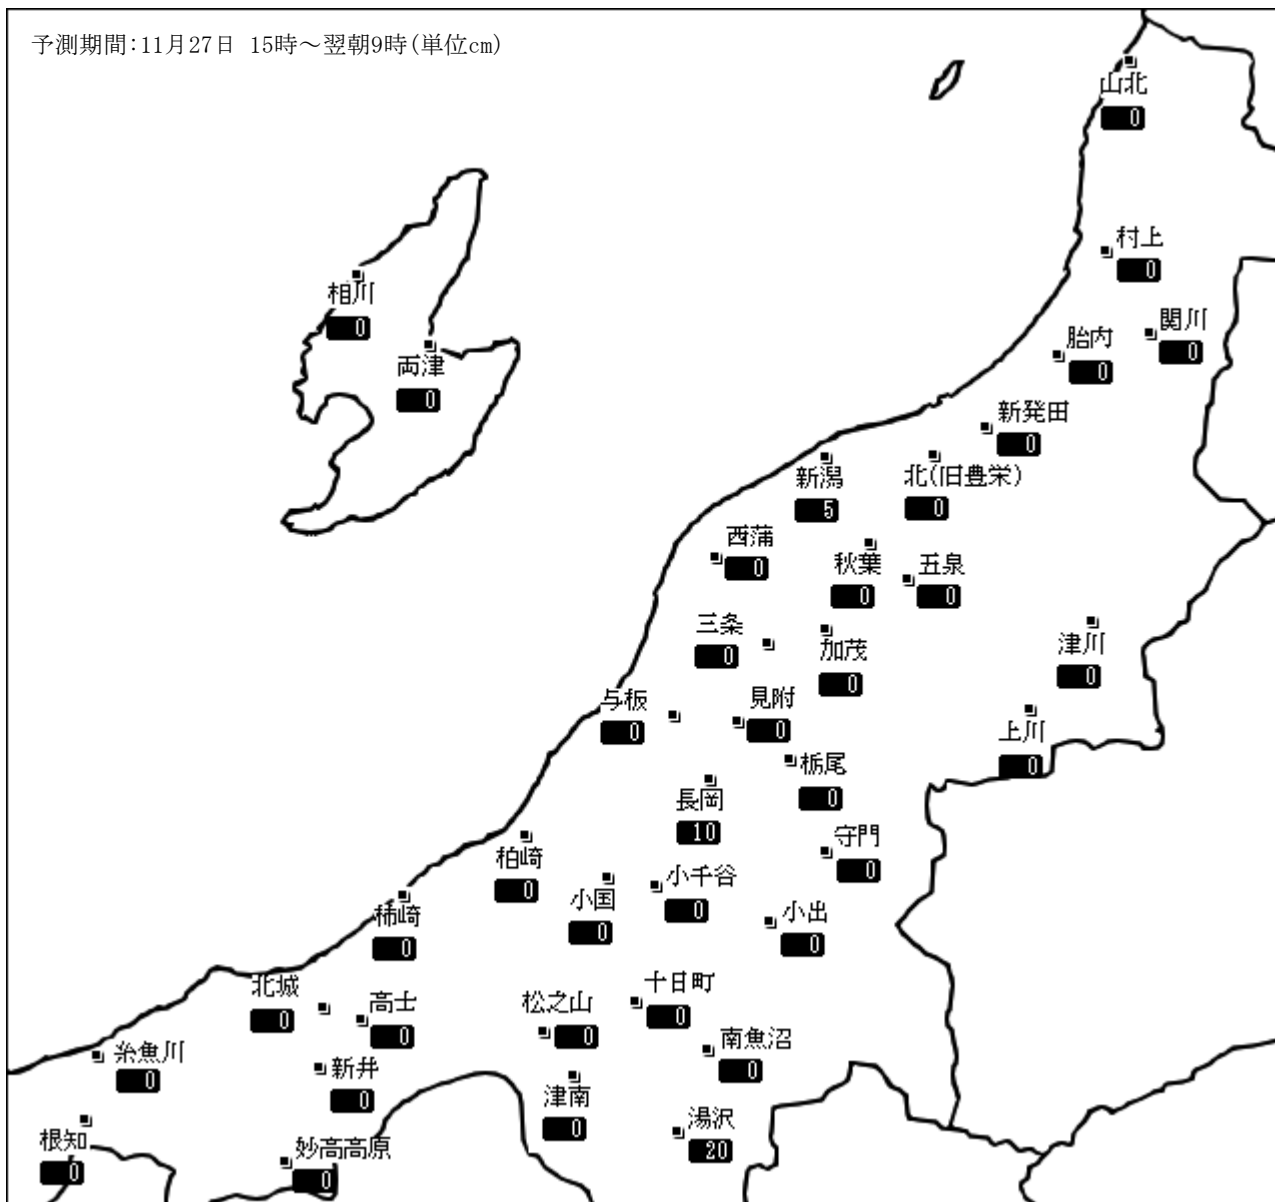 予測期間:11月27日 15時～翌朝9時(単位cm)
山北
0
村上
0
相川
0
関川
0
胎内
0
両津
0
新発田
0
新潟
5
北(旧豊栄)
0
西蒲
0
秋葉
0
五泉
0
三条
0
加茂
0
津川
0
与板
0
見附
0
上川
0
栃尾
0
長岡
10
守門
0
柏崎
0
小千谷
0
小国
0
小出
0
柿崎
0
北城
0
高士
0
松之山
0
十日町
0
南魚沼
0
糸魚川
0
新井
0
津南
0
湯沢
20
根知
0
妙高高原
0